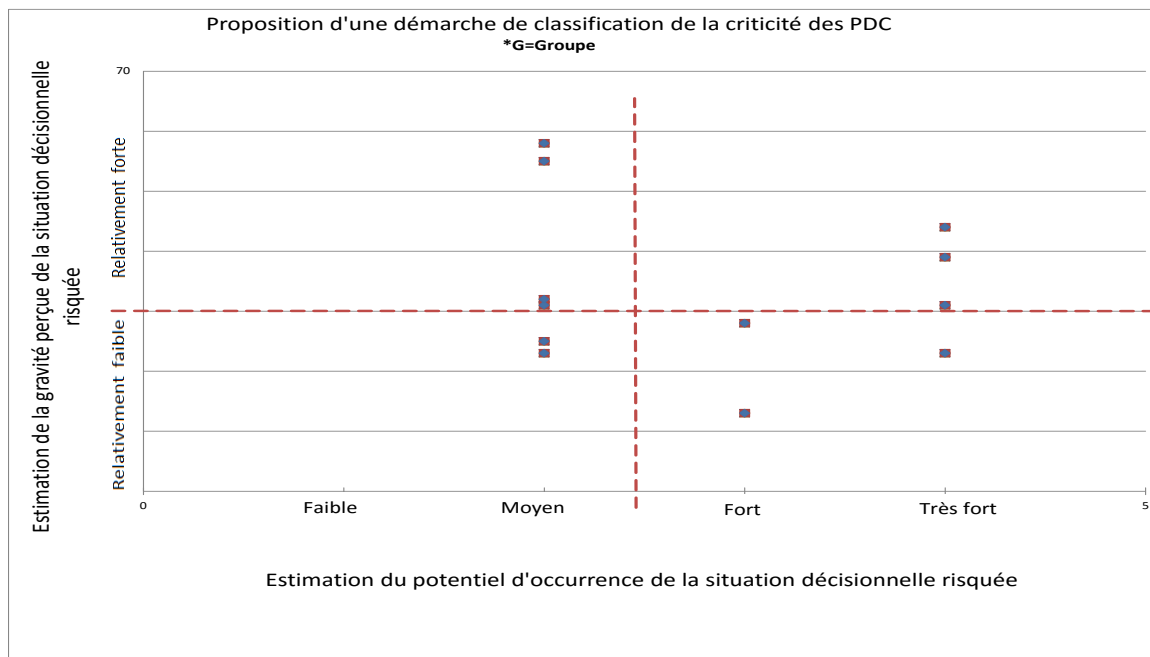 Proposition d'une démarche de classification de la criticité des PDC
*G=Groupe
Estimation de la gravité perçue de la situation décisionnelle
risquée
Relativement forte
Relativement faible
70
0
Faible
Moyen
Fort
Très fort
5
Estimation du potentiel d'occurrence de la situation décisionnelle risquée